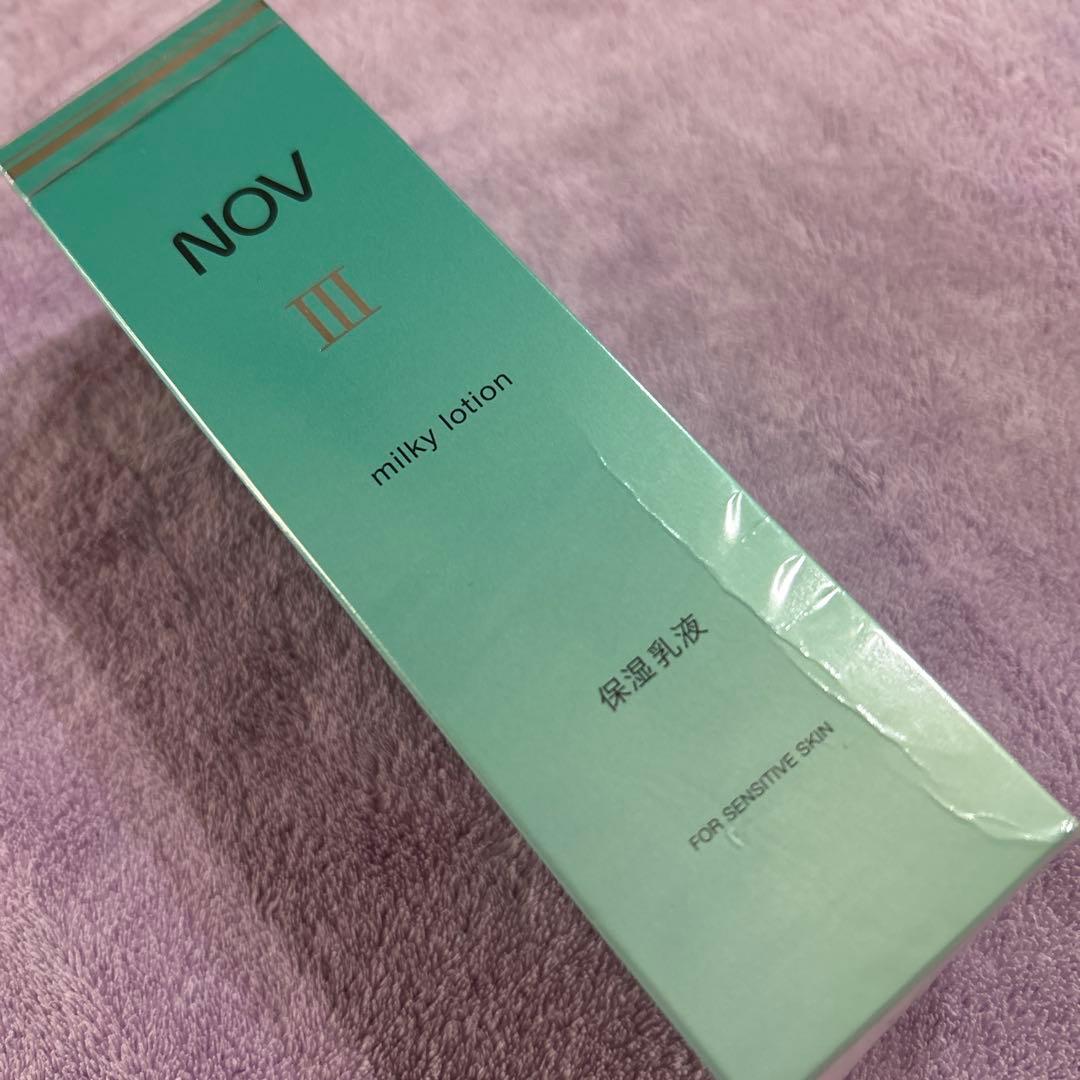 NOV
III
milky lotion
保湿乳液
FOR SENSITIVE SKIN